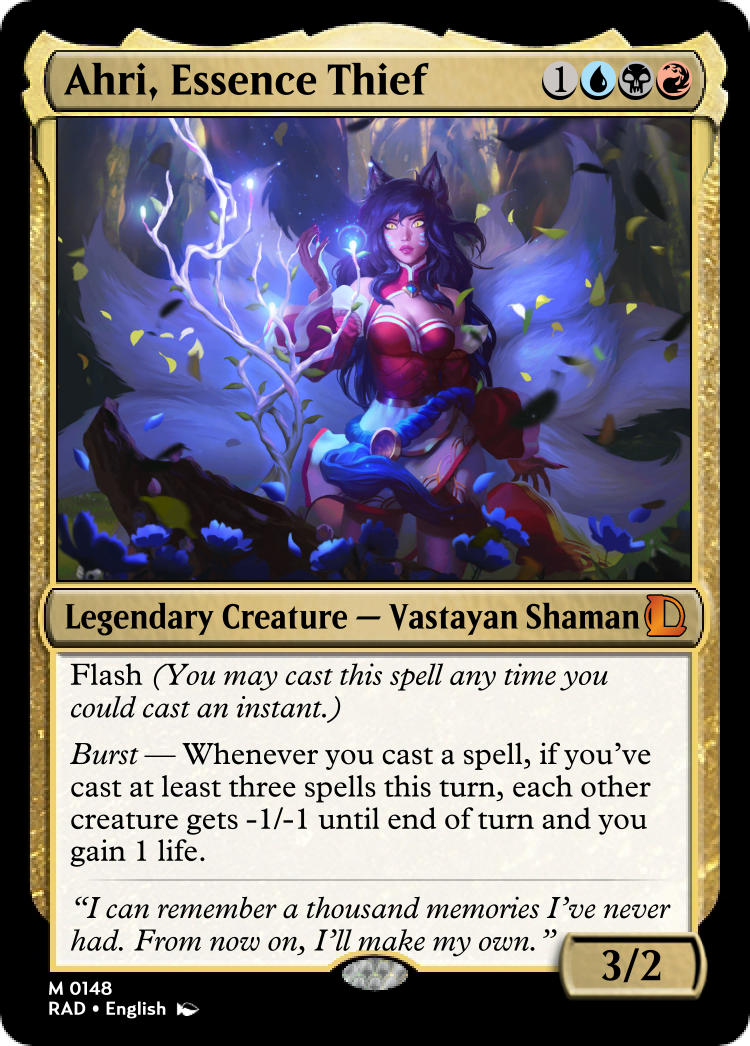 Ahri, Essence Thief 1
Legendary Creature — Vastayan Shaman
Flash (You may cast this spell any time you
could cast an instant.)
Burst — Whenever you cast a spell, if you’ve
cast at least three spells this turn, each other
creature gets -1/-1 until end of turn and you
gain 1 life.
“I can remember a thousand memories I’ve never
had. From now on, I’ll make my own.”
3/2
M 0148
RAD • English